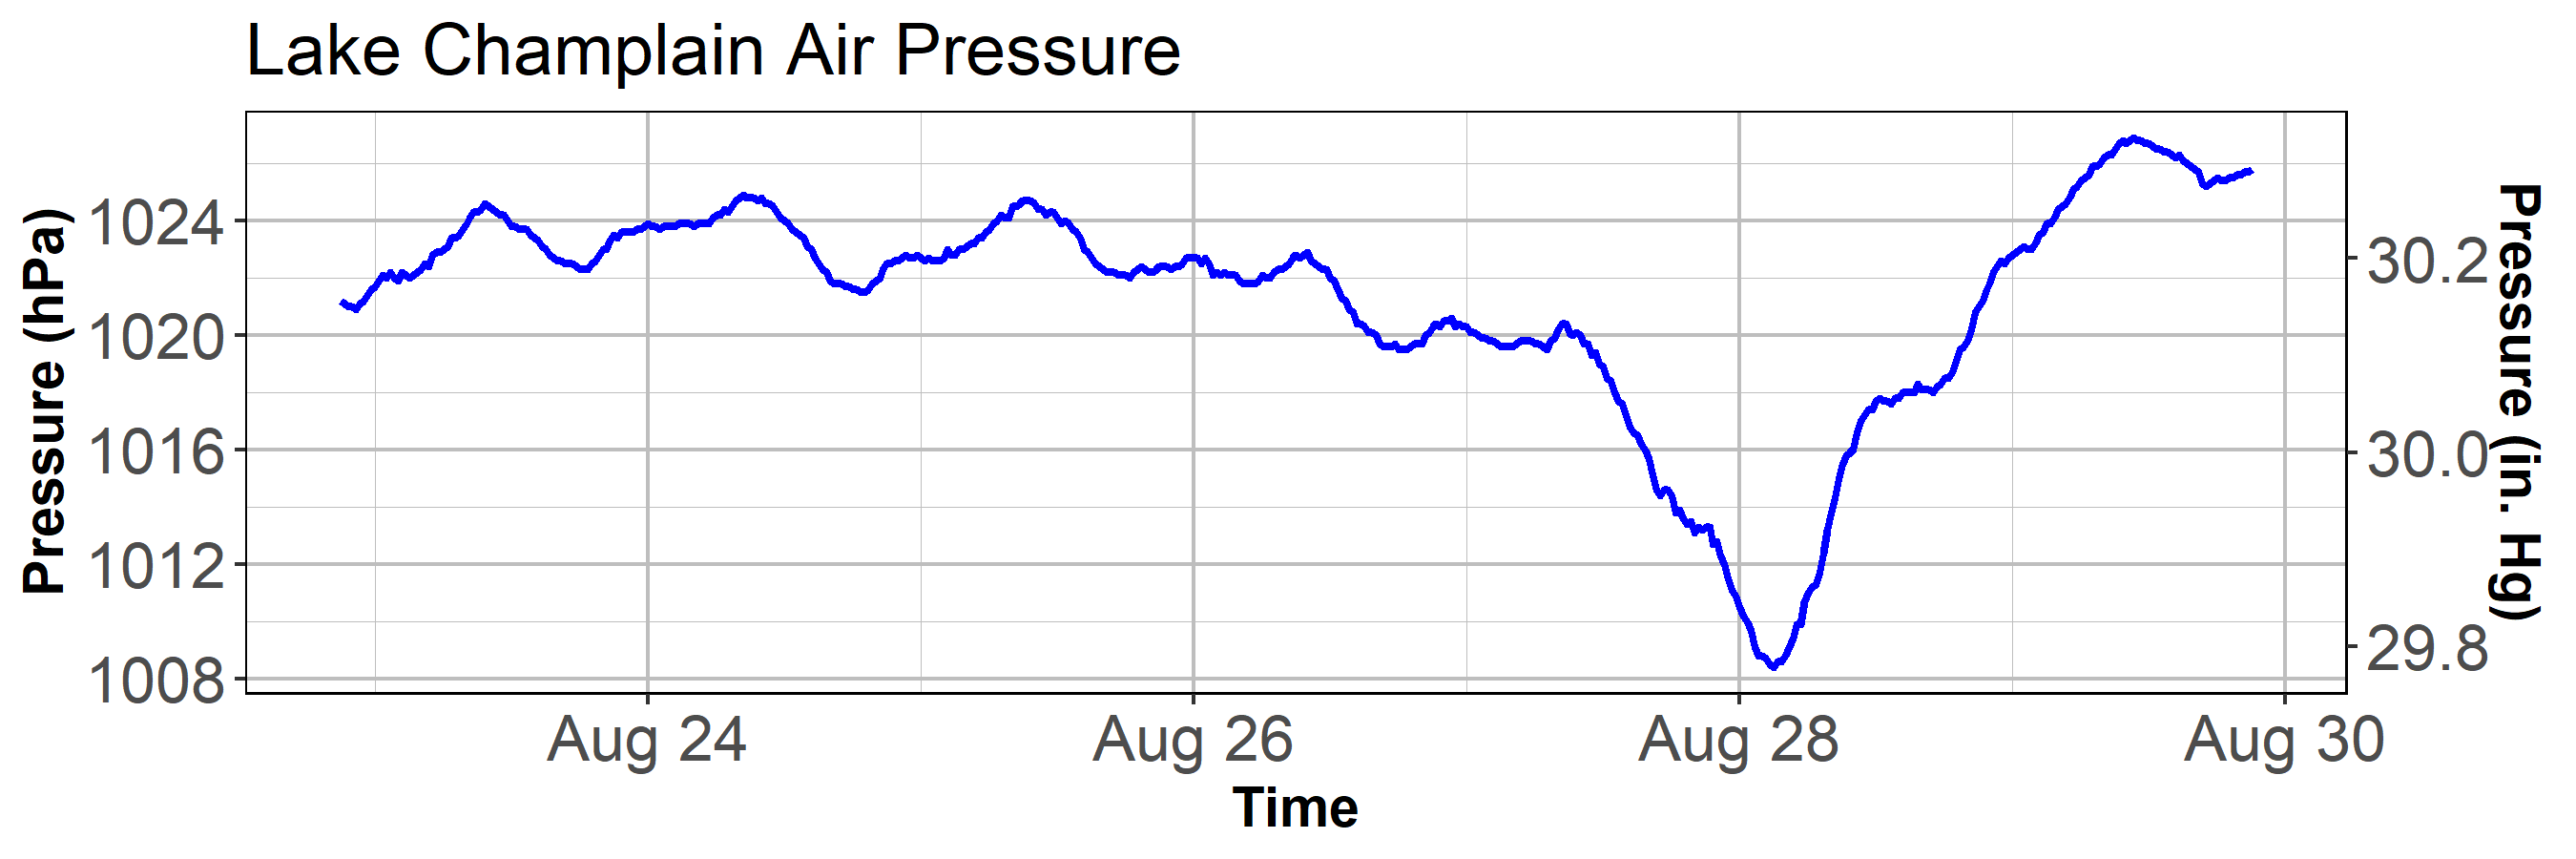 Lake Champlain Air Pressure
Pressure (hPa)
1024
1020
1016
1012
1008
30.2
30.0
29.8
Pressure (in. Hg)
Aug 24
Aug 26
Aug 28
Aug 30
Time